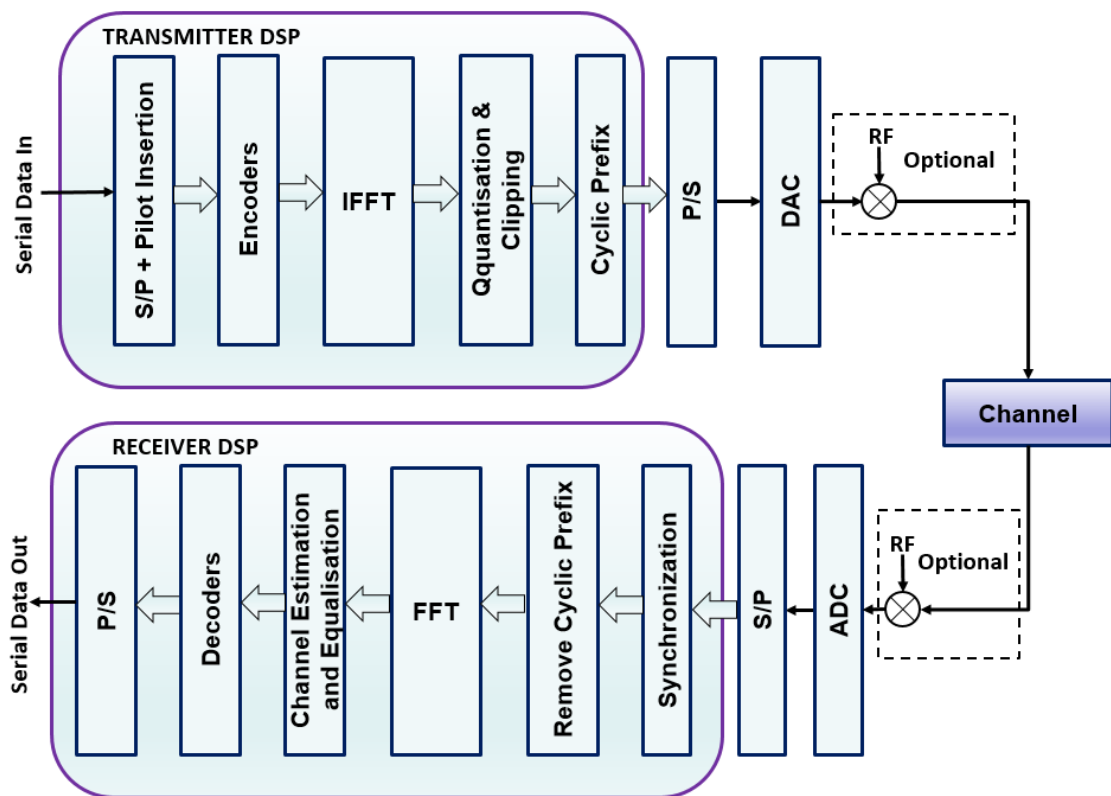 TRANSMITTER DSP
Serial Data In
S/P + Pilot Insertion
Encoders
IFFT
Qquantisation &
Clipping
Cyclic Prefix
P/S
DAC
RF
Optional
Channel
RECEIVER DSP
Serial Data Out
P/S
Decoders
Channel Estimation
and Equalisation
FFT
Remove Cyclic Prefix
Synchronization
S/P
ADC
RF
Optional